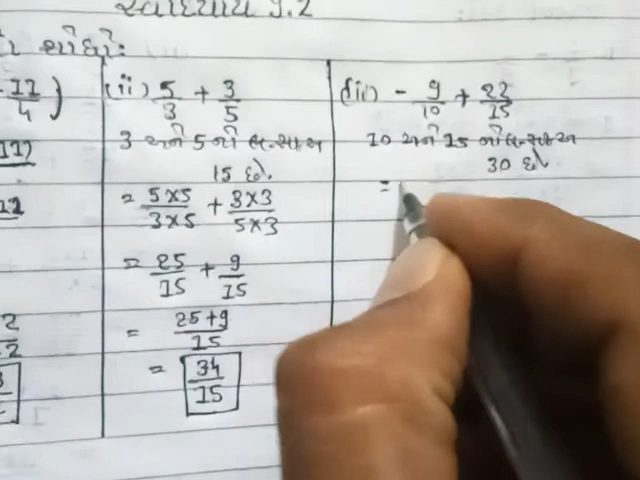 સ્વાધ્યાય 9.2
શોધો:
(ii) 5/3 + 3/5
3 અને 5 નો લ.સા.અ
15 છે.
= 5×5/3×5 + 3×3/5×3
= 25/15 + 9/15
= 25+9/15
= 34/15
(iii) - 9/10 + 22/15
10 અને 15 નો લ.સા.અ
30 છે
=